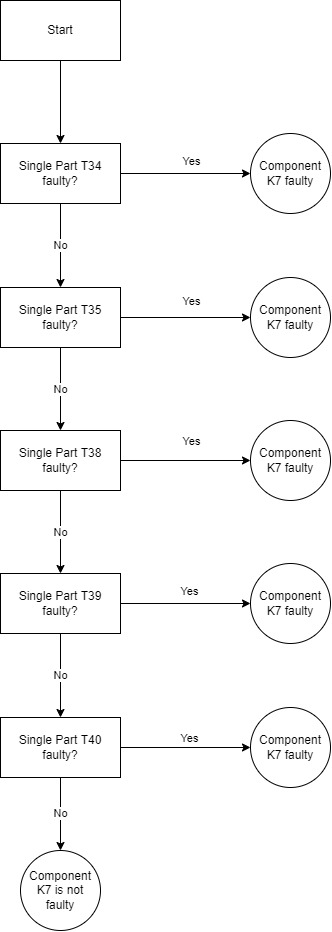 Start
Single Part T34
faulty?
Yes
Component
K7 faulty
No
Single Part T35
faulty?
Yes
Component
K7 faulty
No
Single Part T38
faulty?
Yes
Component
K7 faulty
No
Single Part T39
faulty?
Yes
Component
K7 faulty
No
Single Part T40
faulty?
Yes
Component
K7 faulty
No
Component
K7 is not
faulty